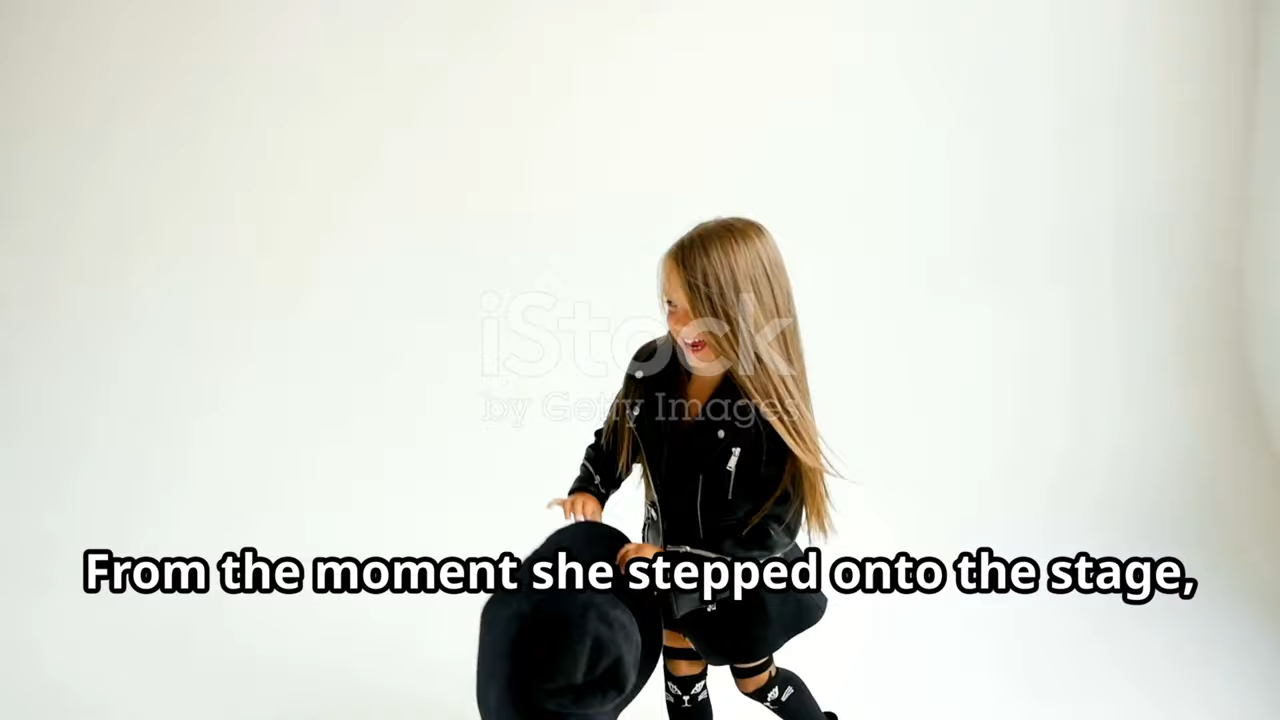 iStock
by Getty Images
From the moment she stepped onto the stage,